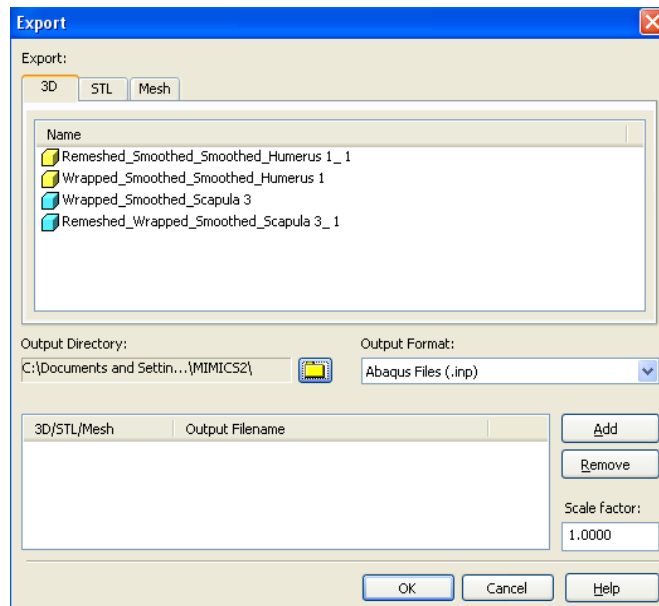 Export
Export:
3D STL Mesh
Name
Remeshed_Smoothed_Smoothed_Humerus 1_ 1
Wrapped_Smoothed_Smoothed_Humerus 1
Wrapped_Smoothed_Scapula 3
Remeshed_Wrapped_Smoothed_Scapula 3_ 1
Output Directory: Output Format:
C:\Documents and Settin...\MIMICS2\ Abaqus Files (.inp)
3D/STL/Mesh Output Filename
Add
Remove
Scale factor:
1.0000
OK Cancel Help